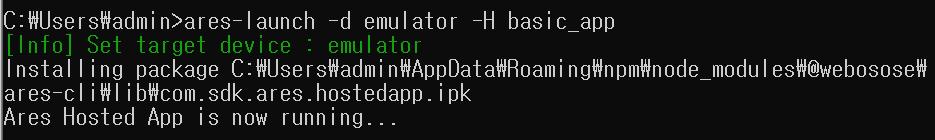 C:₩Users₩admin>ares-launch -d emulator -H basic_app
[Info] Set target device : emulator
Installing package C:₩Users₩admin₩AppData₩Roaming₩npm₩node_modules₩@webosose₩
ares-cli₩lib₩com.sdk.ares.hostedapp.ipk
Ares Hosted App is now running...